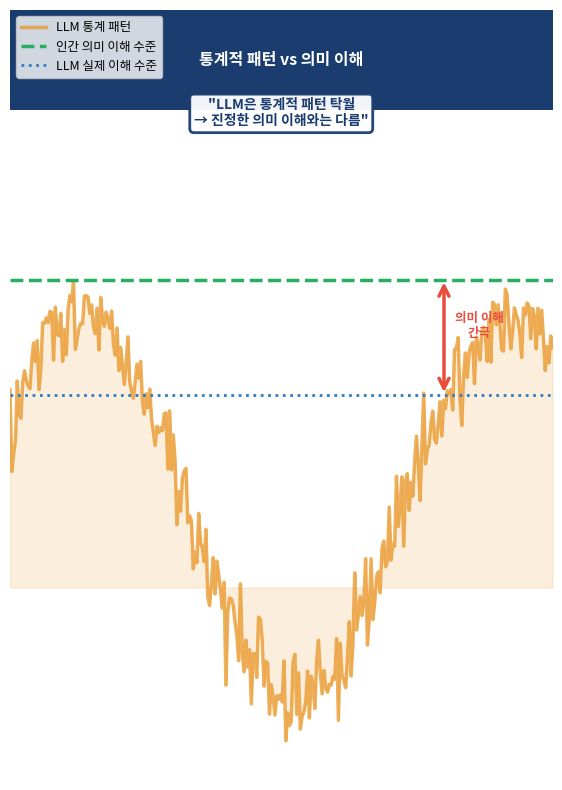 LLM 통계 패턴
인간 의미 이해 수준
LLM 실제 이해 수준
통계적 패턴 vs 의미 이해
"LLM은 통계적 패턴 탁월
→ 진정한 의미 이해와는 다름"
의미 이해
간극